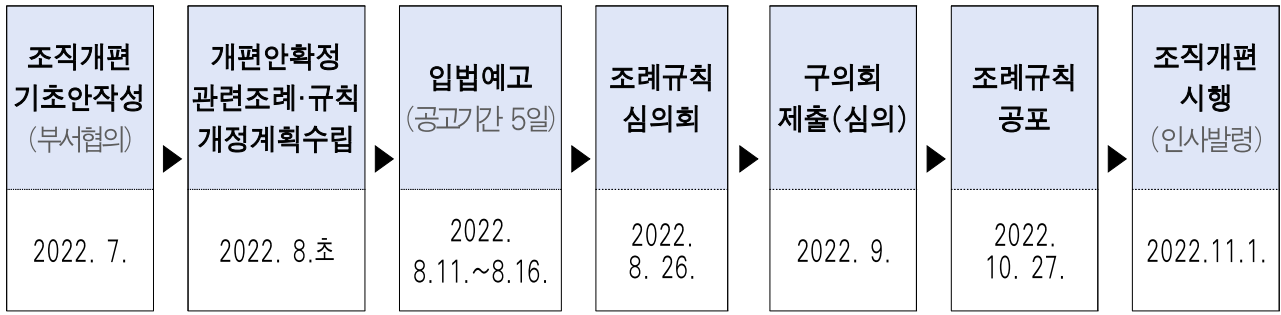 조직개편
기초안작성
(부서협의)
2022. 7.
개편안확정
관련조례·규칙
개정계획수립
2022. 8.초
입법예고
(공고기간 5일)
2022.
8.11.~8.16.
조례규칙
심의회
2022.
8. 26.
구의회
제출(심의)
2022. 9.
조례규칙
공포
2022.
10. 27.
조직개편
시행
(인사발령)
2022.11.1.